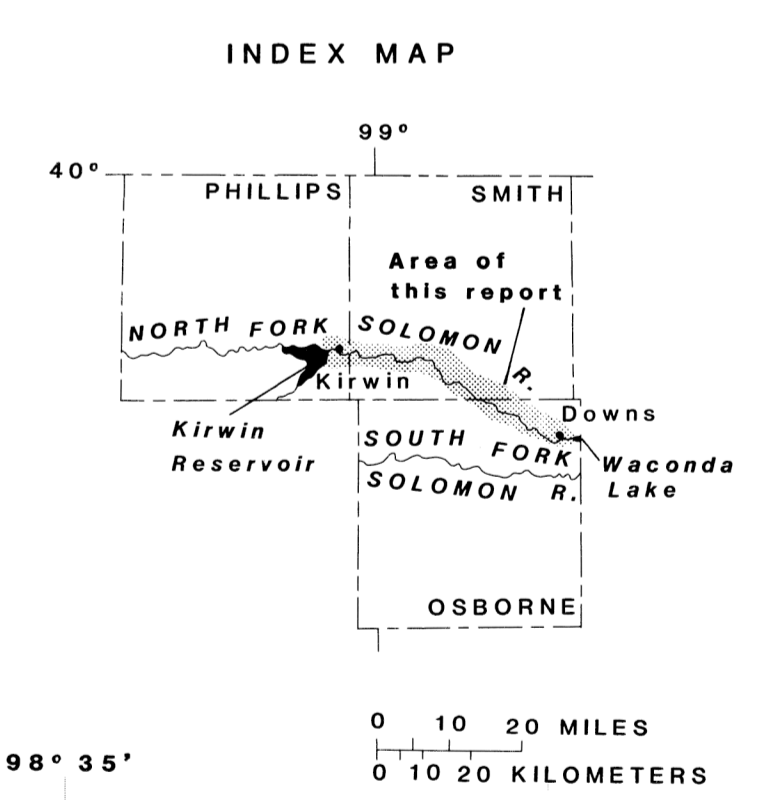 INDEX MAP
99°
40°
PHILLIPS
SMITH
Area of
this report
NORTH FORK SOLOMON R.
Kirwin
Downs
Kirwin
Reservoir
SOUTH FORK
SOLOMON R.
Waconda
Lake
OSBORNE
0 10 20 MILES
98° 35'
0 10 20 KILOMETERS